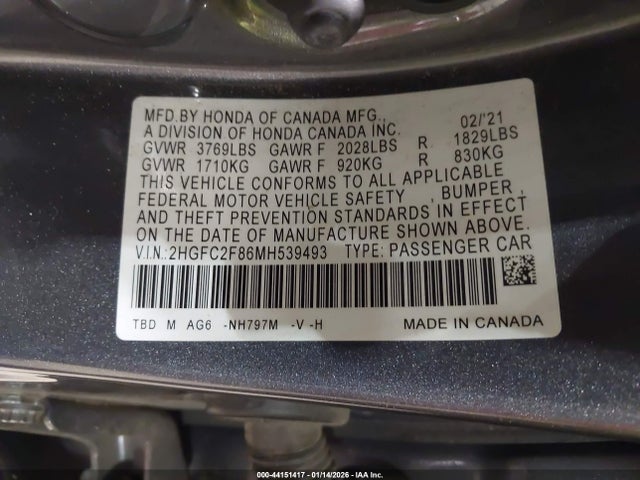 MFD.BY HONDA OF CANADA MFG., 02/'21
A DIVISION OF HONDA CANADA INC.
GVWR 3769LBS GAWR F 2028LBS R 1829LBS
GVWR 1710KG GAWR F 920KG R 830KG
THIS VEHICLE CONFORMS TO ALL APPLICABLE
FEDERAL MOTOR VEHICLE SAFETY , BUMPER ,
AND THEFT PREVENTION STANDARDS IN EFFECT
ON THE DATE OF MANUFACTURE SHOWN ABOVE.
V.I.N.: 2HGFC2F86MH539493 TYPE: PASSENGER CAR
TBD M AG6 -NH797M -V -H MADE IN CANADA
000-44151417 - 01/14/2026 - IAA Inc.